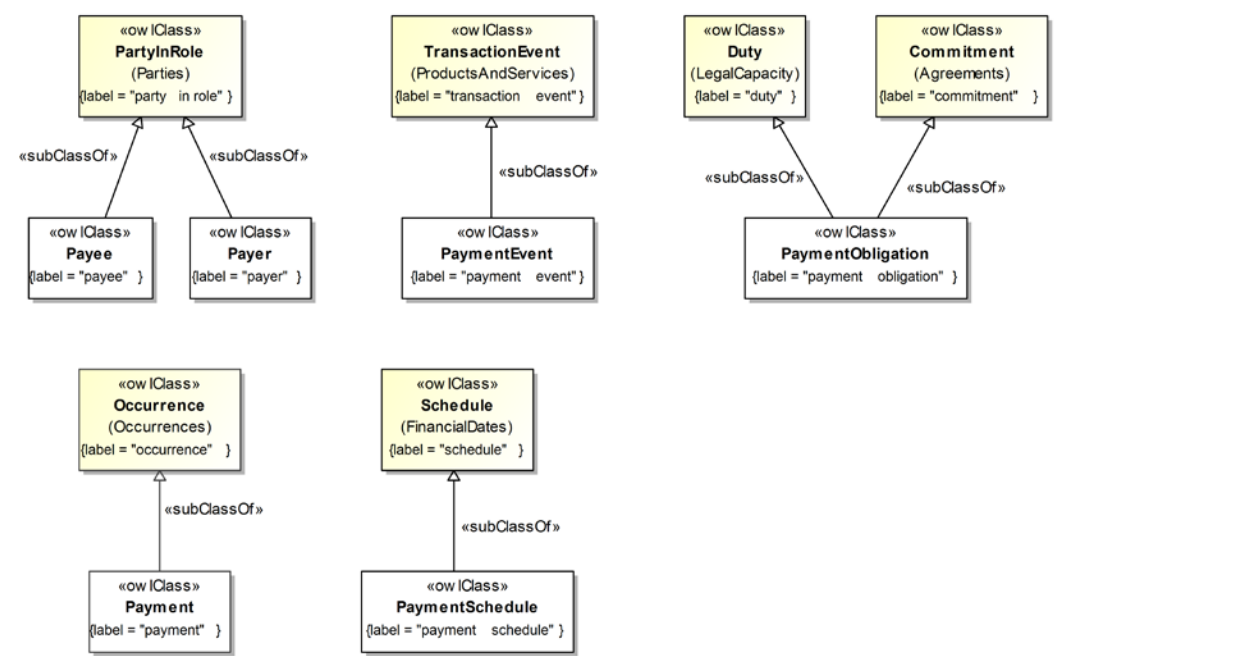 «owlClass»
PartyInRole
(Parties)
{label = "party in role" }
«owlClass»
TransactionEvent
(ProductsAndServices)
{label = "transaction event" }
«owlClass»
Duty
(LegalCapacity)
{label = "duty" }
«owlClass»
Commitment
(Agreements)
{label = "commitment" }
«subClassOf»
«subClassOf»
«subClassOf»
«subClassOf»
«subClassOf»
«owlClass»
Payee
{label = "payee" }
«owlClass»
Payer
{label = "payer" }
«owlClass»
PaymentEvent
{label = "payment event" }
«owlClass»
PaymentObligation
{label = "payment obligation" }
«owlClass»
Occurrence
(Occurrences)
{label = "occurrence" }
«owlClass»
Schedule
(FinancialDates)
{label = "schedule" }
«subClassOf»
«subClassOf»
«owlClass»
Payment
{label = "payment" }
«owlClass»
PaymentSchedule
{label = "payment schedule" }